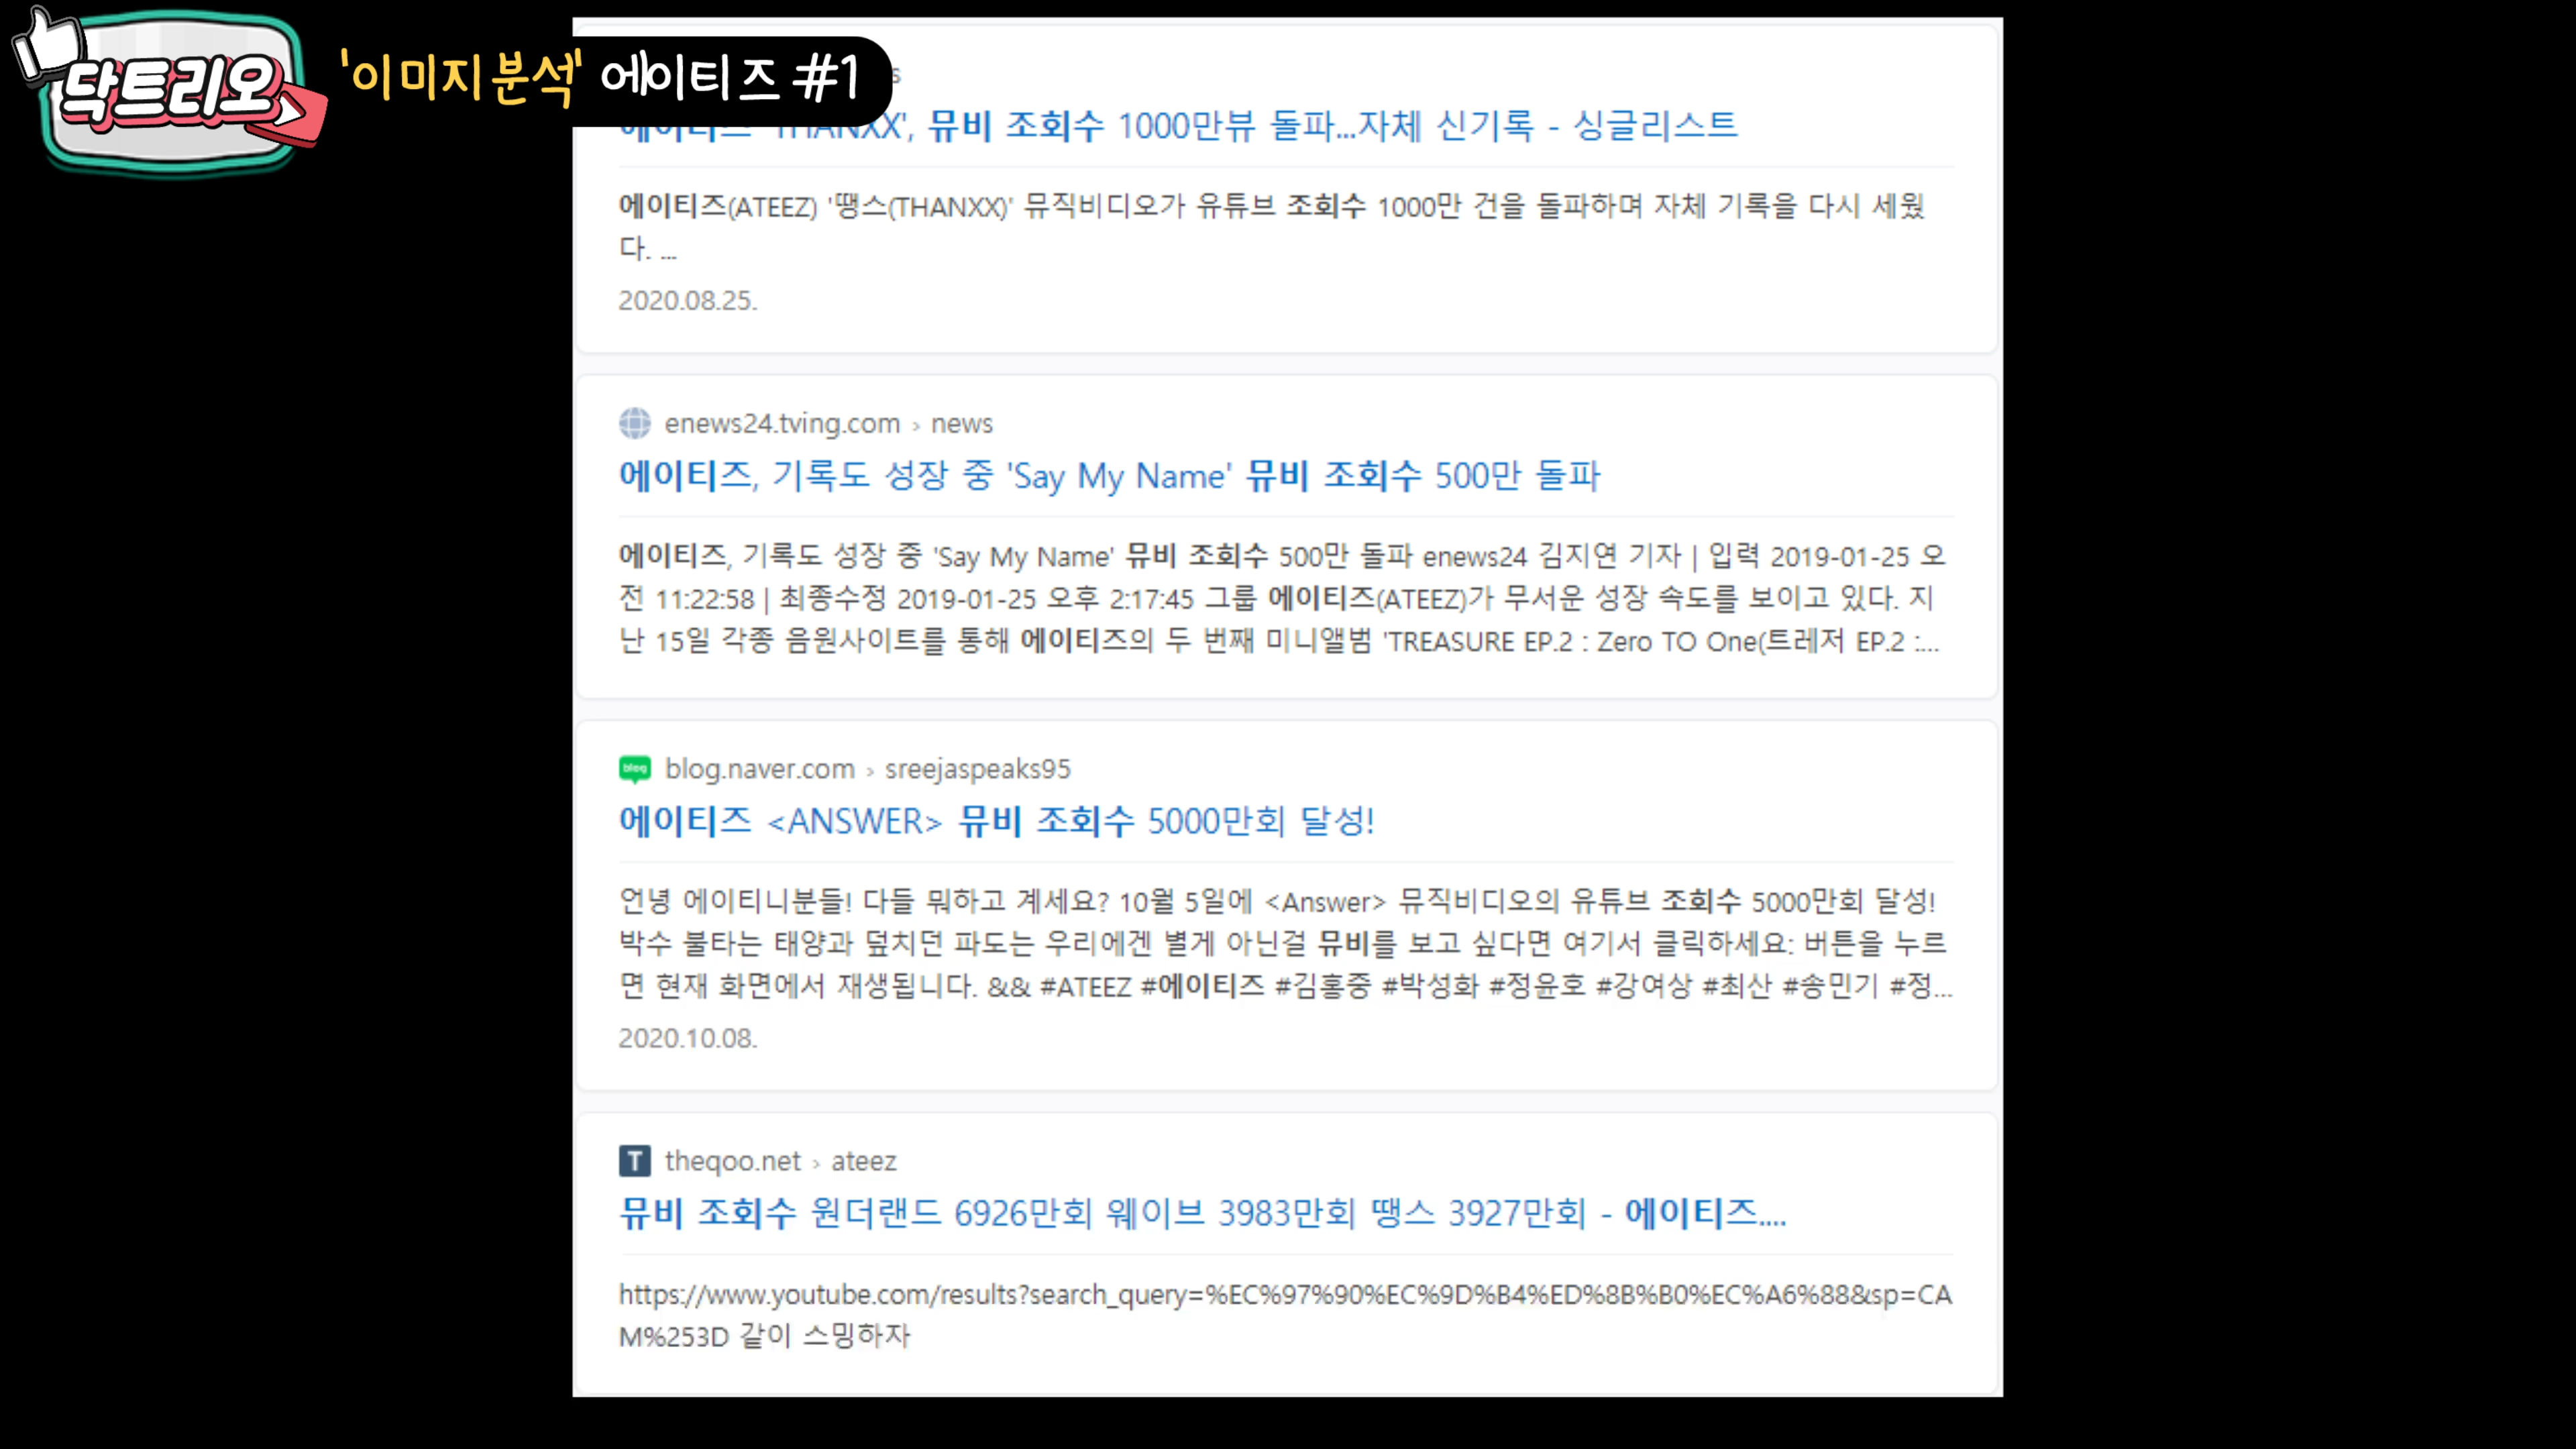 닥트리오
'이미지분석' 에이티즈 #1
에이티즈 'THANXX', 뮤비 조회수 1000만뷰 돌파...자체 신기록 - 싱글리스트
에이티즈(ATEEZ) '땡스(THANXX)' 뮤직비디오가 유튜브 조회수 1000만 건을 돌파하며 자체 기록을 다시 세웠
다. ...
2020.08.25.
enews24.tving.com › news
에이티즈, 기록도 성장 중 'Say My Name' 뮤비 조회수 500만 돌파
에이티즈, 기록도 성장 중 'Say My Name' 뮤비 조회수 500만 돌파 enews24 김지연 기자 | 입력 2019-01-25 오
전 11:22:58 | 최종수정 2019-01-25 오후 2:17:45 그룹 에이티즈(ATEEZ)가 무서운 성장 속도를 보이고 있다. 지
난 15일 각종 음원사이트를 통해 에이티즈의 두 번째 미니앨범 'TREASURE EP.2 : Zero TO One(트레저 EP.2 :...
blog blog.naver.com › sreejaspeaks95
에이티즈 <ANSWER> 뮤비 조회수 5000만회 달성!
언녕 에이티니분들! 다들 뭐하고 계세요? 10월 5일에 <Answer> 뮤직비디오의 유튜브 조회수 5000만회 달성!
박수 불타는 태양과 덮치던 파도는 우리에겐 별게 아닌걸 뮤비를 보고 싶다면 여기서 클릭하세요: 버튼을 누르
면 현재 화면에서 재생됩니다. && #ATEEZ #에이티즈 #김홍중 #박성화 #정윤호 #강여상 #최산 #송민기 #정...
2020.10.08.
T theqoo.net › ateez
뮤비 조회수 원더랜드 6926만회 웨이브 3983만회 땡스 3927만회 - 에이티즈....
https://www.youtube.com/results?search_query=%EC%97%90%EC%9D%B4%ED%8B%B0%EC%A6%88&sp=CA
M%253D 같이 스밍하자